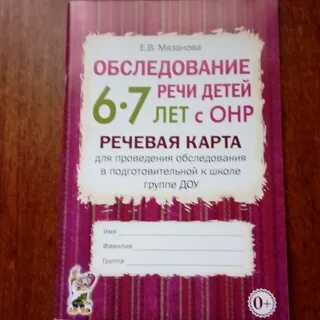 Е.В. Мазанова
ОБСЛЕДОВАНИЕ
РЕЧИ ДЕТЕЙ
6-7 ЛЕТ с ОНР
РЕЧЕВАЯ КАРТА
для проведения обследования
в подготовительной к школе
группе ДОУ
Имя
Фамилия
Группа
0+